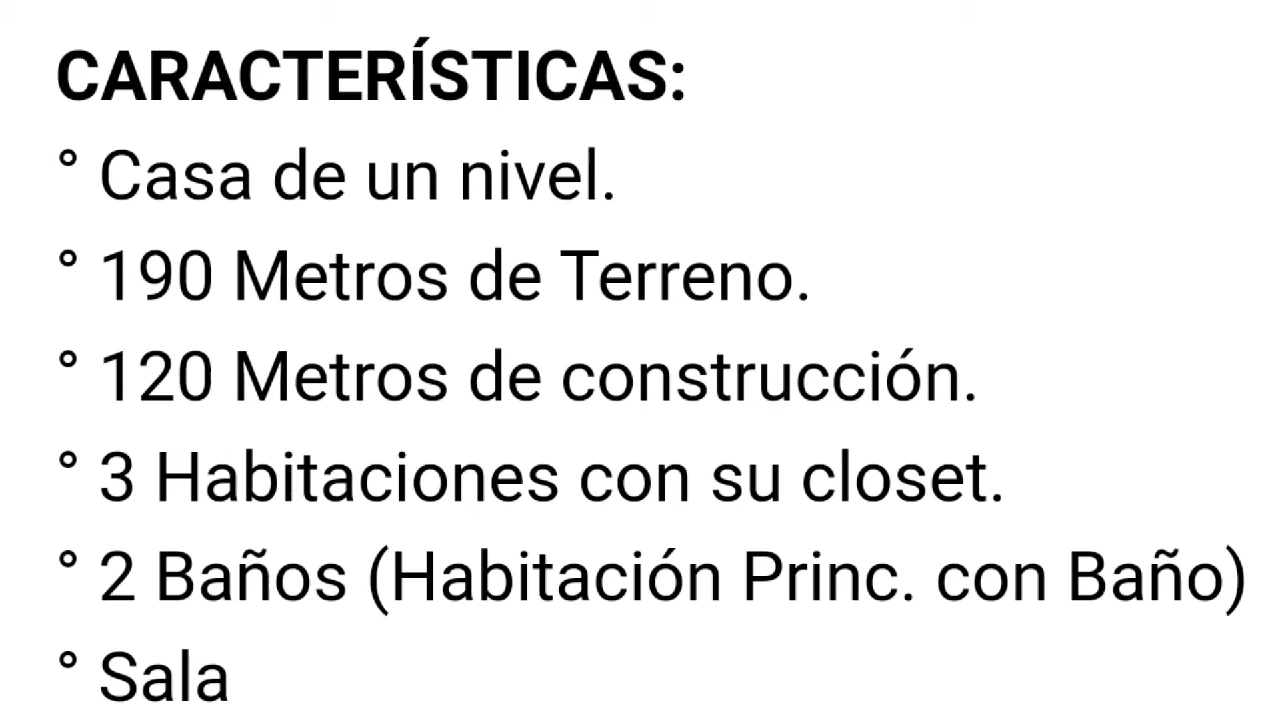 CARACTERÍSTICAS:
° Casa de un nivel.
° 190 Metros de Terreno.
° 120 Metros de construcción.
° 3 Habitaciones con su closet.
° 2 Baños (Habitación Princ. con Baño)
° Sala